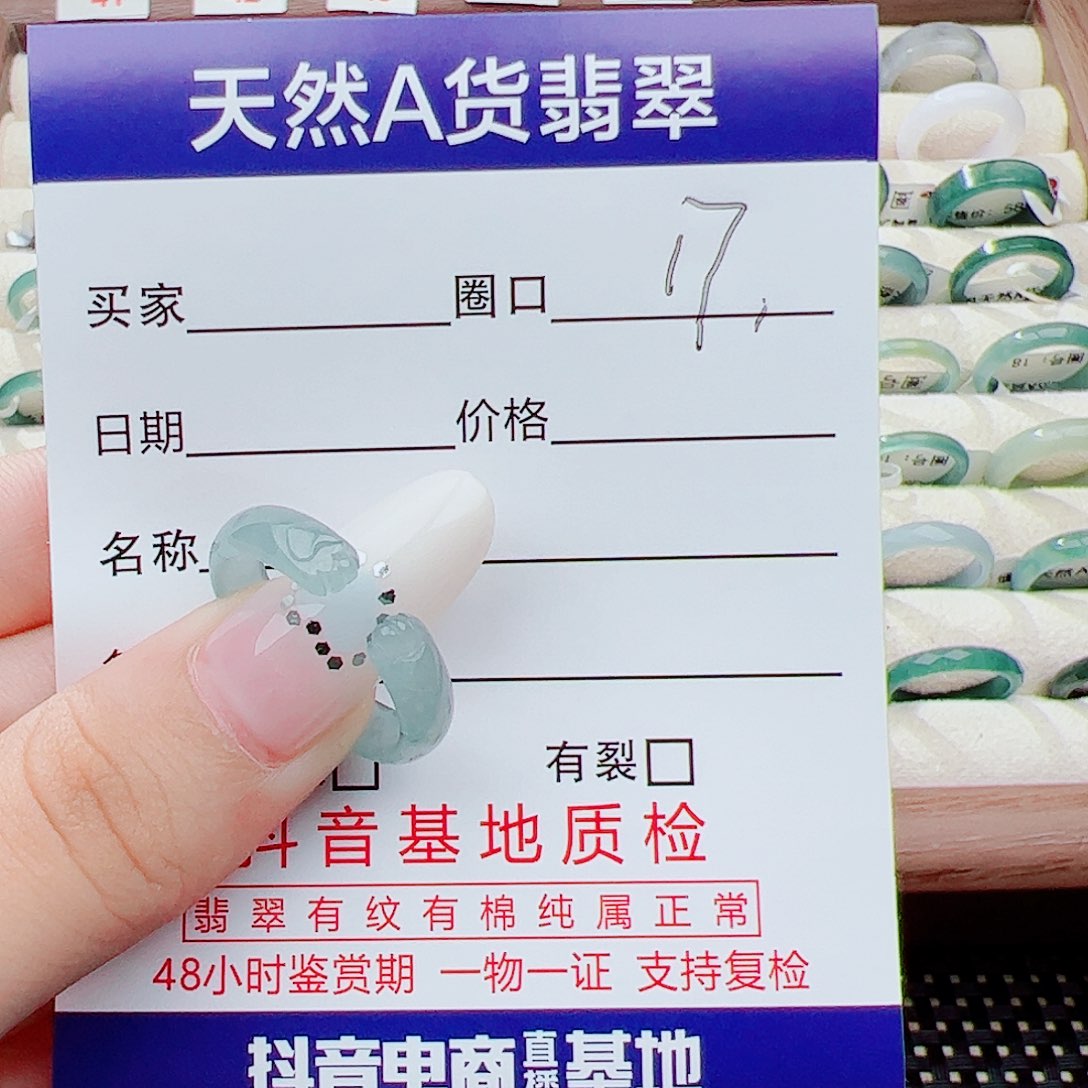 天然A货翡翠
买家 圈口 17.
日期 价格
名称
有裂
抖音基地质检
翡翠有纹有棉纯属正常
48小时鉴赏期 一物一证 支持复检
抖音电商直播基地